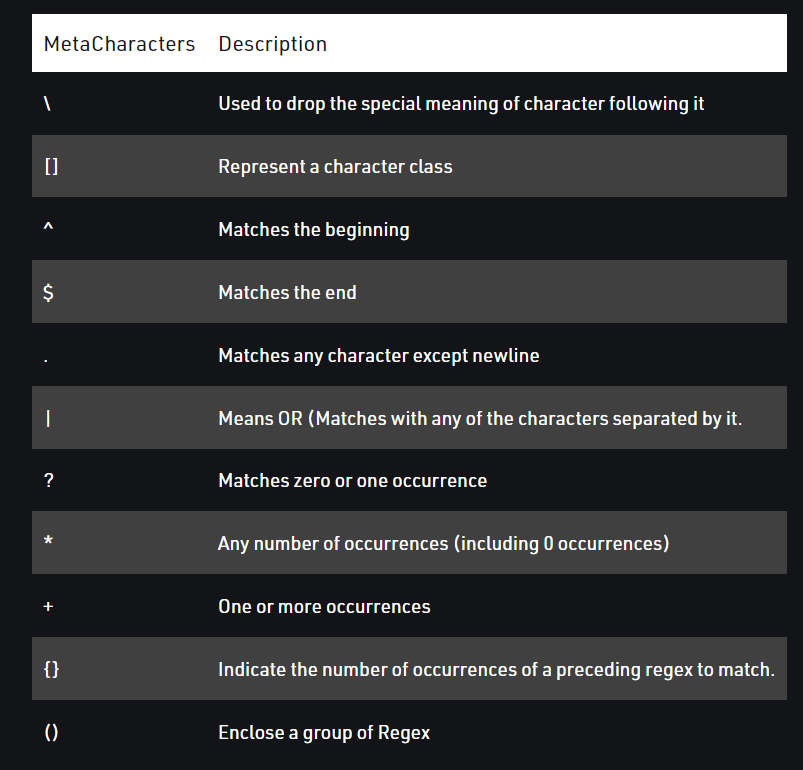 MetaCharacters Description
\ Used to drop the special meaning of character following it
[] Represent a character class
^ Matches the beginning
$ Matches the end
. Matches any character except newline
| Means OR (Matches with any of the characters separated by it.
? Matches zero or one occurrence
* Any number of occurrences (including 0 occurrences)
+ One or more occurrences
{} Indicate the number of occurrences of a preceding regex to match.
() Enclose a group of Regex